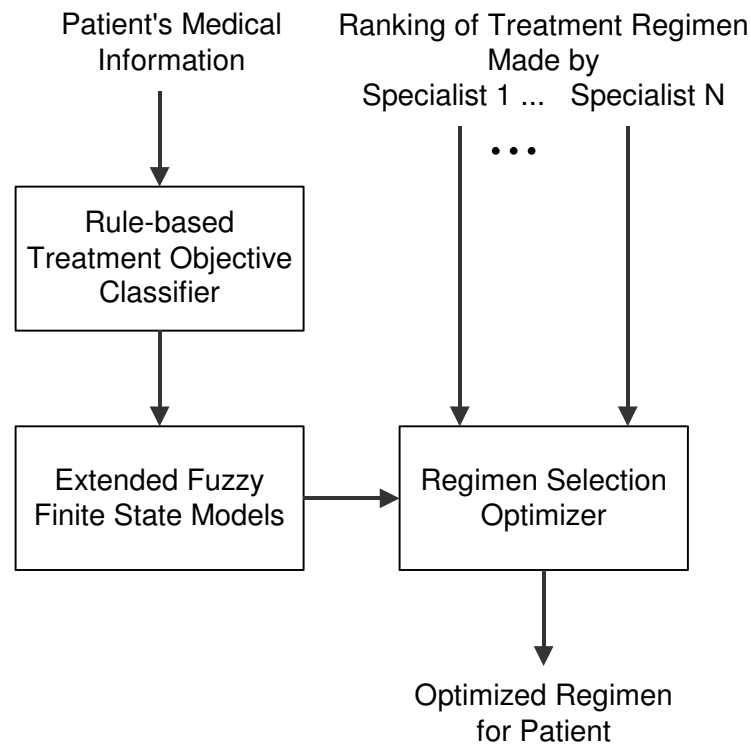 Patient's Medical
Information
Ranking of Treatment Regimen
Made by
Specialist 1 ... Specialist N
...
Rule-based
Treatment Objective
Classifier
Extended Fuzzy
Finite State Models
Regimen Selection
Optimizer
Optimized Regimen
for Patient